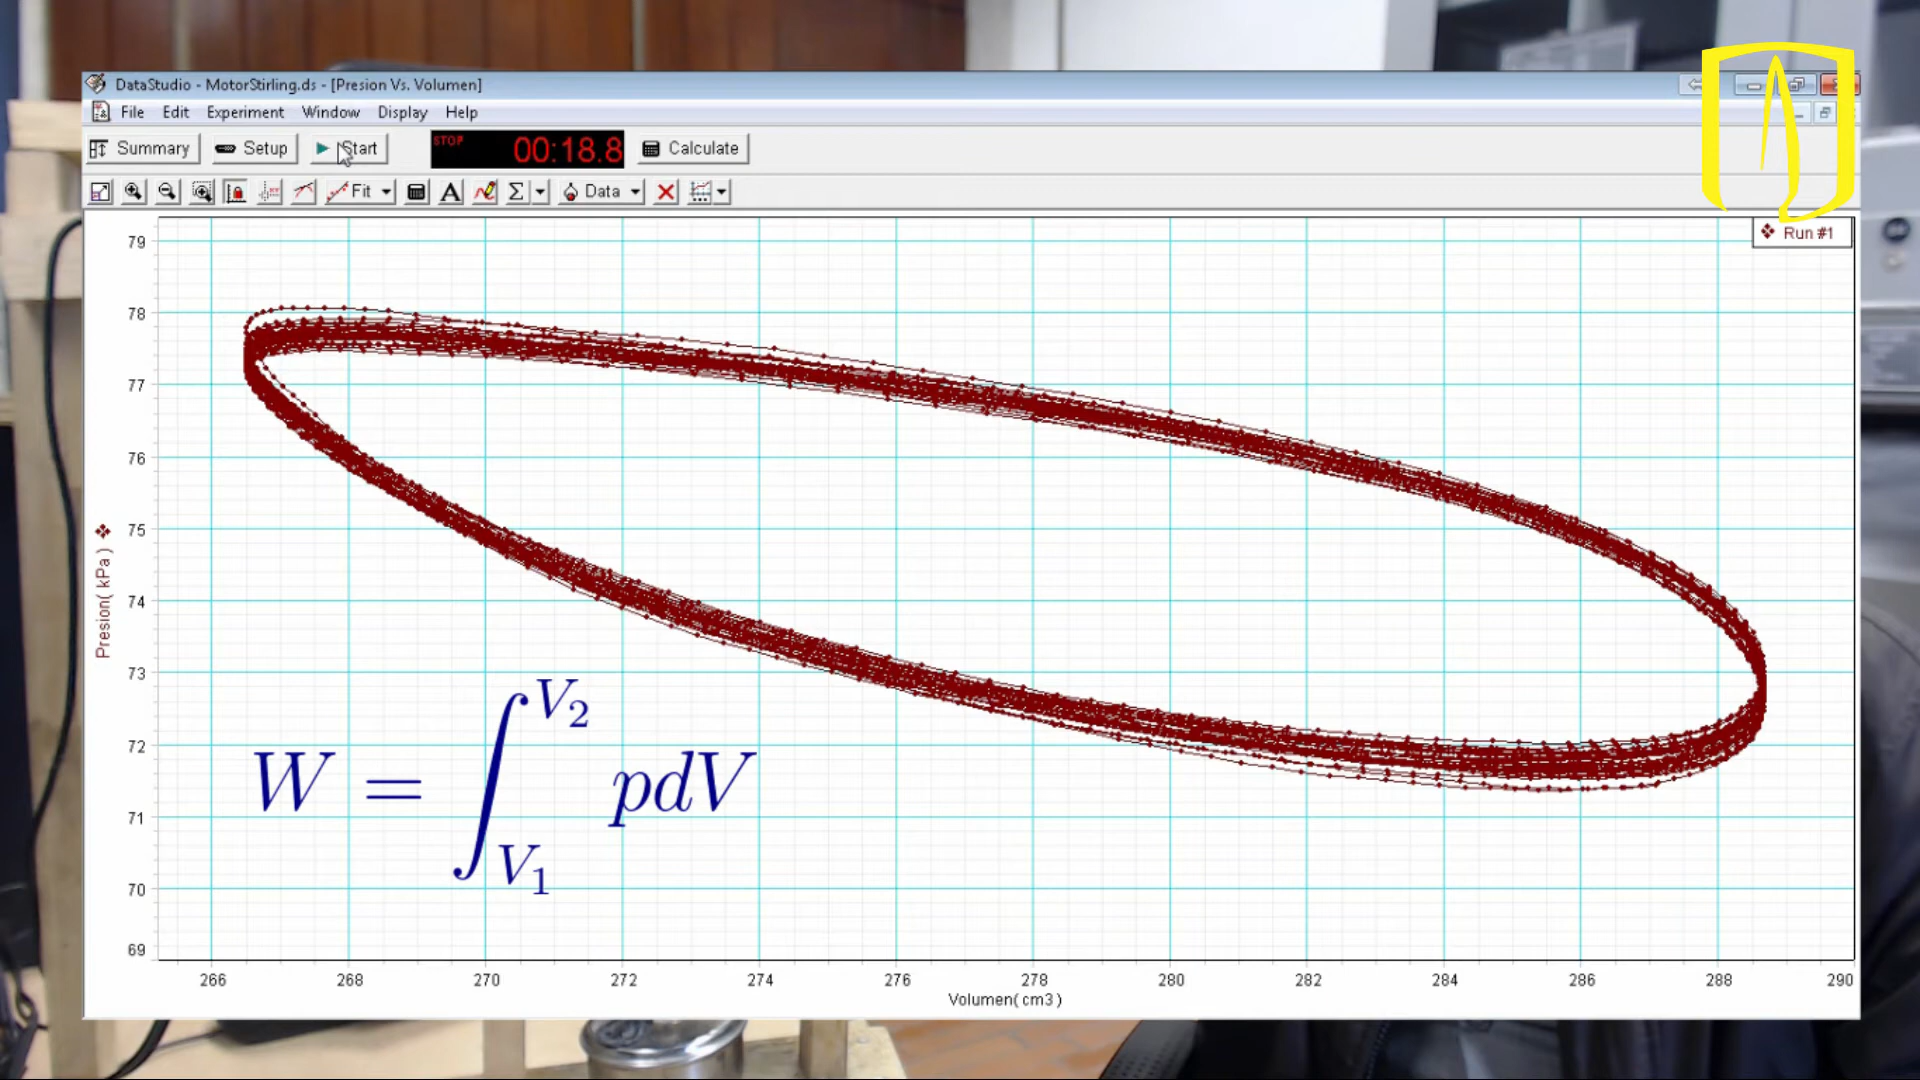 DataStudio - MotorStirling.ds - [Presion Vs. Volumen]
File Edit Experiment Window Display Help
Summary Setup Start STOP 00:18.8 Calculate
Fit A Σ Data
Run #1
79
78
77
76
75
74
73
72
71
70
69
Presion( kPa )
W = ∫_{V_1}^{V_2} pdV
266 268 270 272 274 276 278 280 282 284 286 288 290
Volumen( cm3 )